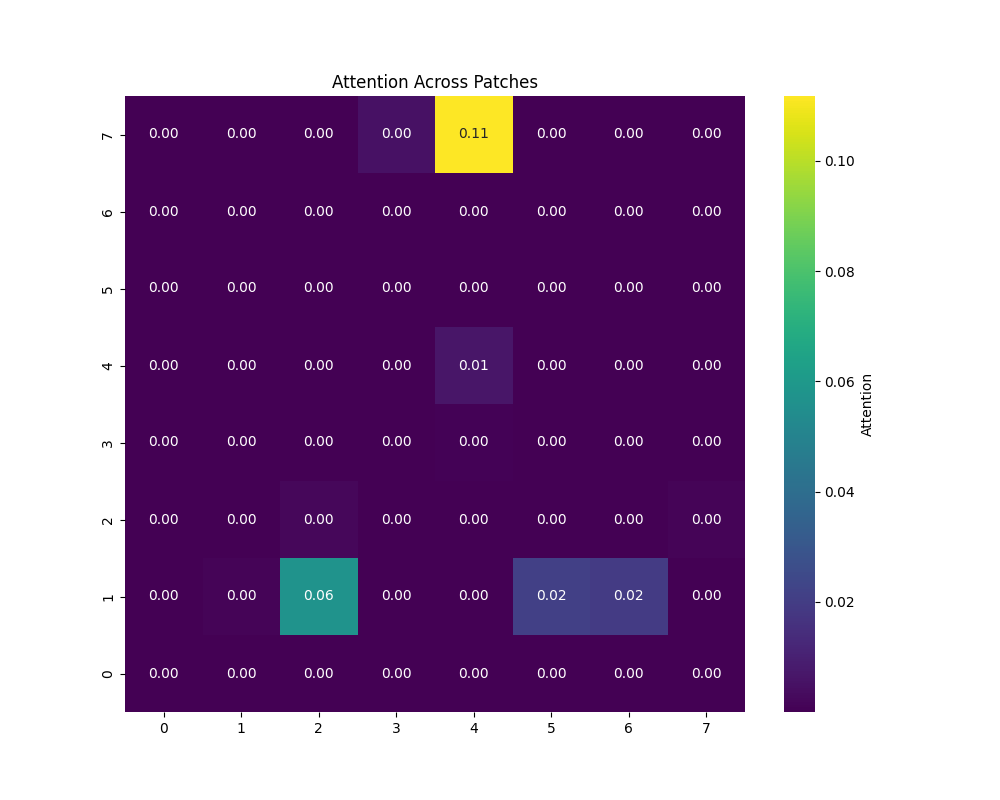 Attention Across Patches
7 0.00 0.00 0.00 0.00 0.11 0.00 0.00 0.00
6 0.00 0.00 0.00 0.00 0.00 0.00 0.00 0.00
5 0.00 0.00 0.00 0.00 0.00 0.00 0.00 0.00
4 0.00 0.00 0.00 0.00 0.01 0.00 0.00 0.00
3 0.00 0.00 0.00 0.00 0.00 0.00 0.00 0.00
2 0.00 0.00 0.00 0.00 0.00 0.00 0.00 0.00
1 0.00 0.00 0.06 0.00 0.00 0.02 0.02 0.00
0 0.00 0.00 0.00 0.00 0.00 0.00 0.00 0.00
0 1 2 3 4 5 6 7
0.10
0.08
0.06
0.04
0.02
Attention